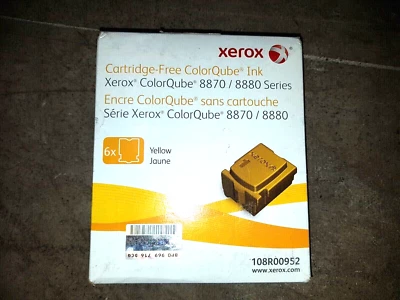 xerox
Cartridge-Free ColorQube® Ink
Xerox® ColorQube® 8870 / 8880 Series
Encre ColorQube® sans cartouche
Série Xerox® ColorQube® 8870 / 8880
6x
Yellow
Jaune
XEROX
108R00952
www.xerox.com